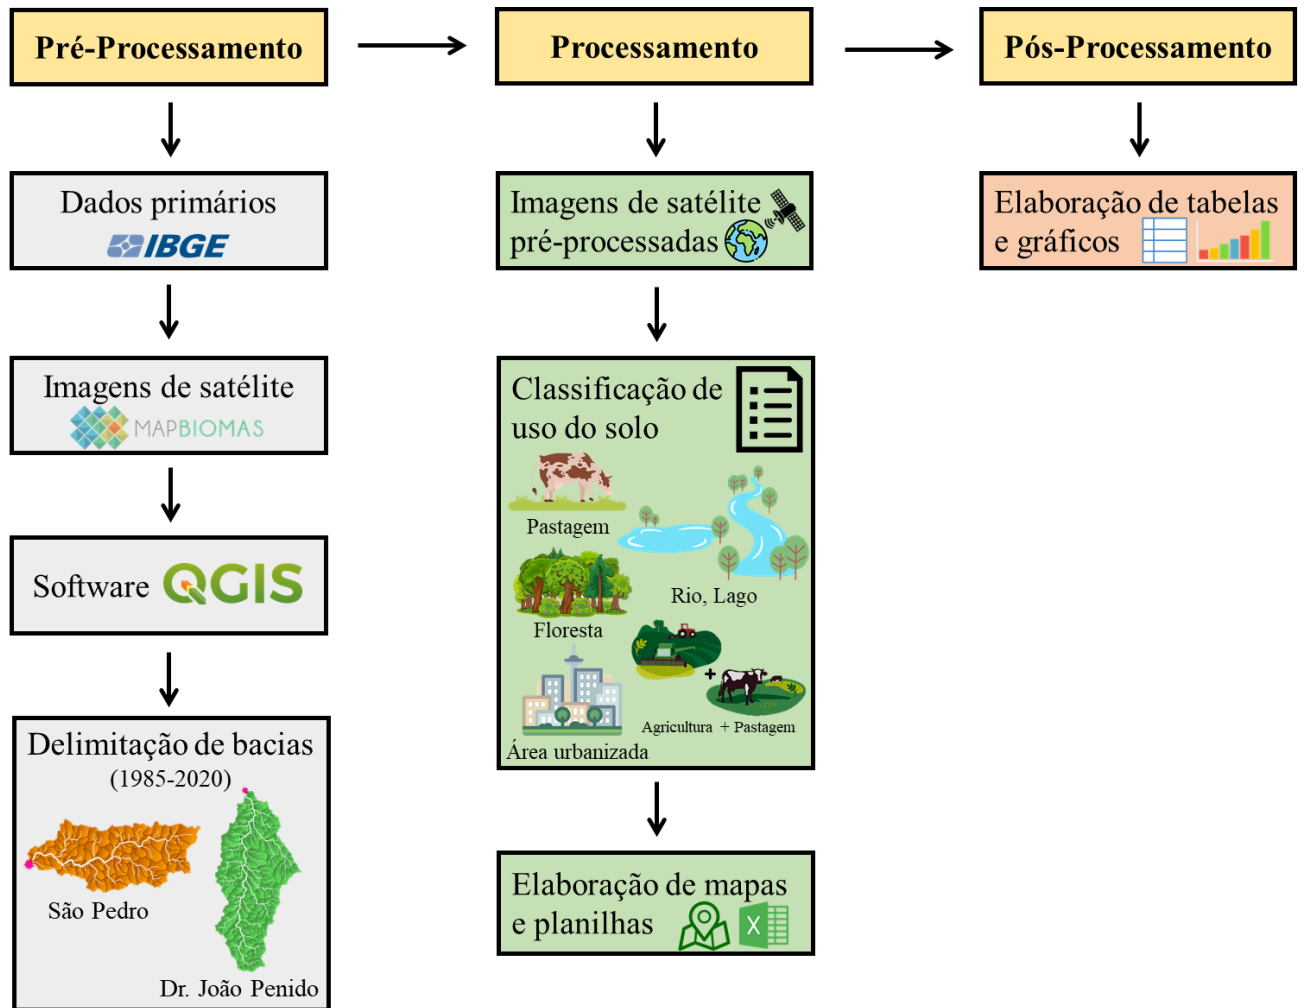 Pré-Processamento
Processamento
Pós-Processamento
Dados primários
IBGE
Imagens de satélite
MAPBIOMAS
Software QGIS
Delimitação de bacias
(1985-2020)
São Pedro
Dr. João Penido
Imagens de satélite
pré-processadas
Classificação de
uso do solo
Pastagem
Rio, Lago
Floresta
+
Agricultura + Pastagem
Área urbanizada
Elaboração de mapas
e planilhas
X
Elaboração de tabelas
e gráficos